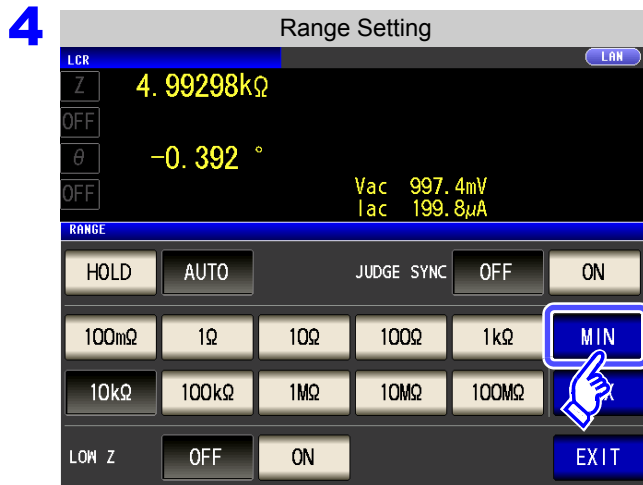 4
Range Setting
LCR
LAN
Z 4.99298kΩ
OFF
θ -0.392 °
OFF
Vac 997.4mV
Iac 199.8μA
RANGE
HOLD AUTO JUDGE SYNC OFF ON
100mΩ 1Ω 10Ω 100Ω 1kΩ MIN
10kΩ 100kΩ 1MΩ 10MΩ 100MΩ
LOW Z OFF ON EXIT